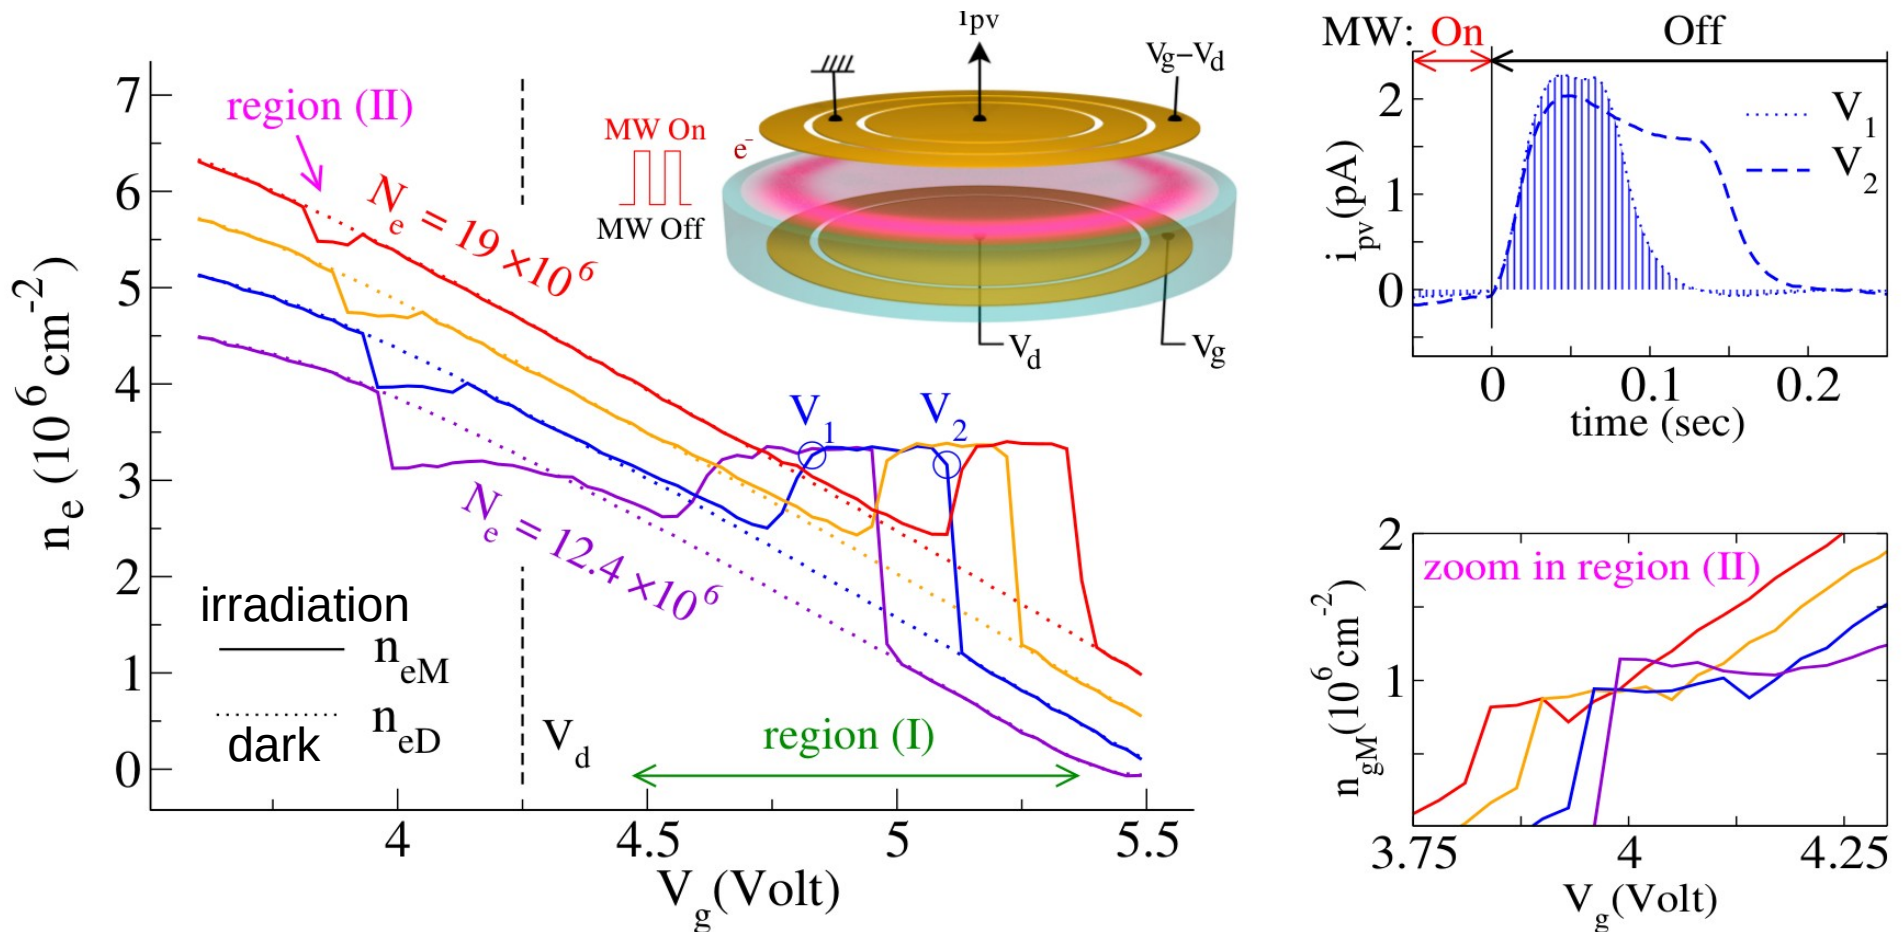 i_pv
V_g-V_d
MW On
MW Off
e^-
V_d
V_g
7
6
5
4
3
2
1
0
n_e (10^6 cm^-2)
region (II)
N_e = 19 ×10^6
V_1
V_2
N_e = 12.4 ×10^6
irradiation
n_eM
n_eD
dark
V_d
region (I)
4
4.5
5
5.5
V_g(Volt)
MW: On
Off
2
1
0
i_pv(pA)
V_1
V_2
0
0.1
0.2
time (sec)
2
1
zoom in region (II)
n_gM(10^6 cm^-2)
3.75
4
4.25
V_g(Volt)